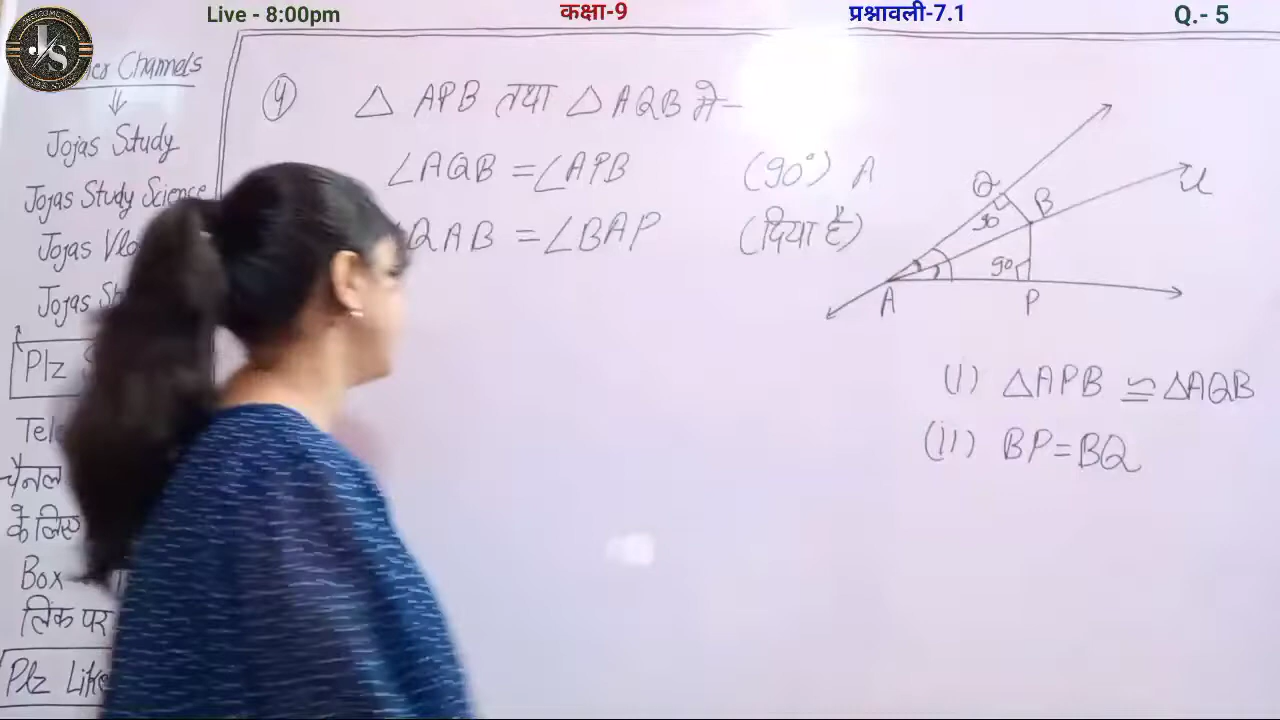 Live - 8:00pm
कक्षा-9
प्रश्नावली-7.1
Q.- 5
Channels
Jojas Study
Jojas Study Science
Jojas
Jojas
Plz
चैनल
के लिए
Box
लिंक पर
Plz Like
△ APB तथा △ AQB में-
∠AQB = ∠APB (90°) A
QAB = ∠BAP (दिया है)
Q
B
90
90
A
P
(I) △APB ≅ △AQB
(II) BP=BQ